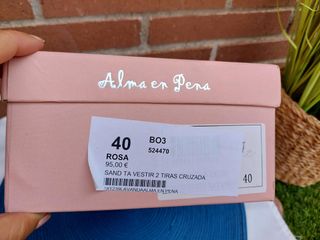 Alma en Pena
40
BO3
524470
ROSA
95,00 €
SAND TA VESTIR 2 TIRAS CRUZADA
40